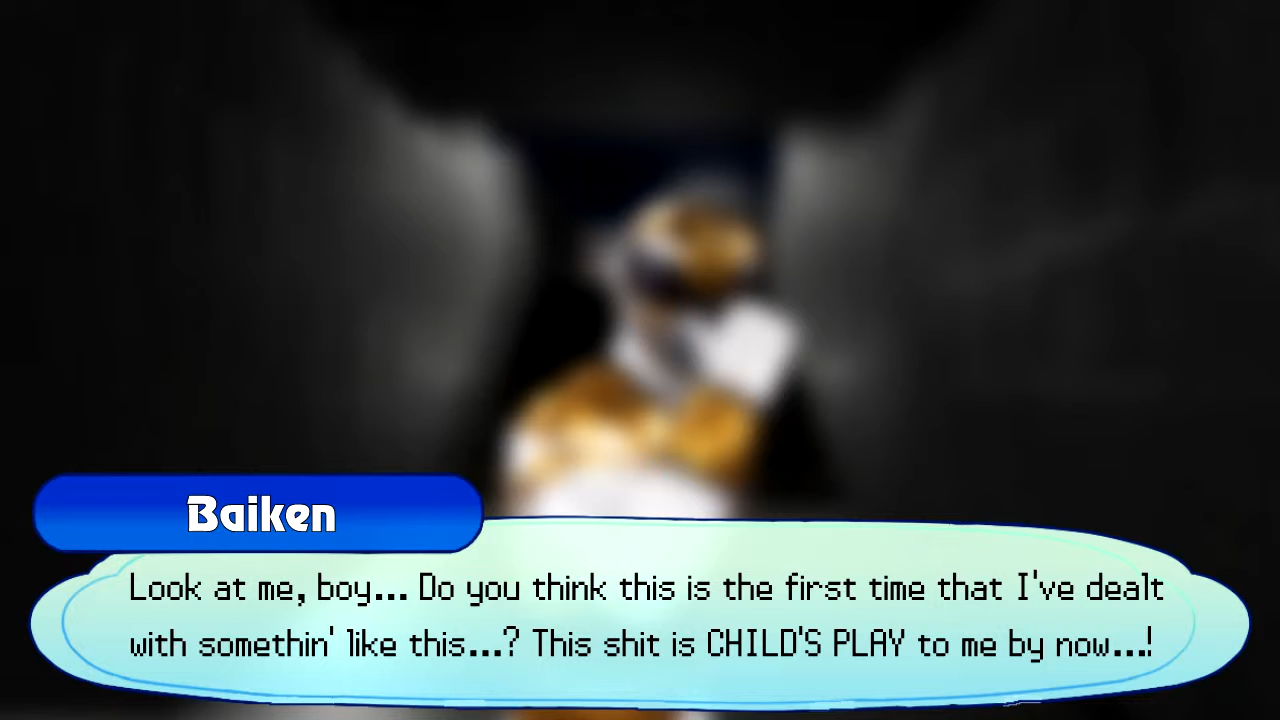 Baiken
Look at me, boy... Do you think this is the first time that I've dealt
with somethin' like this...? This shit is CHILD'S PLAY to me by now...!